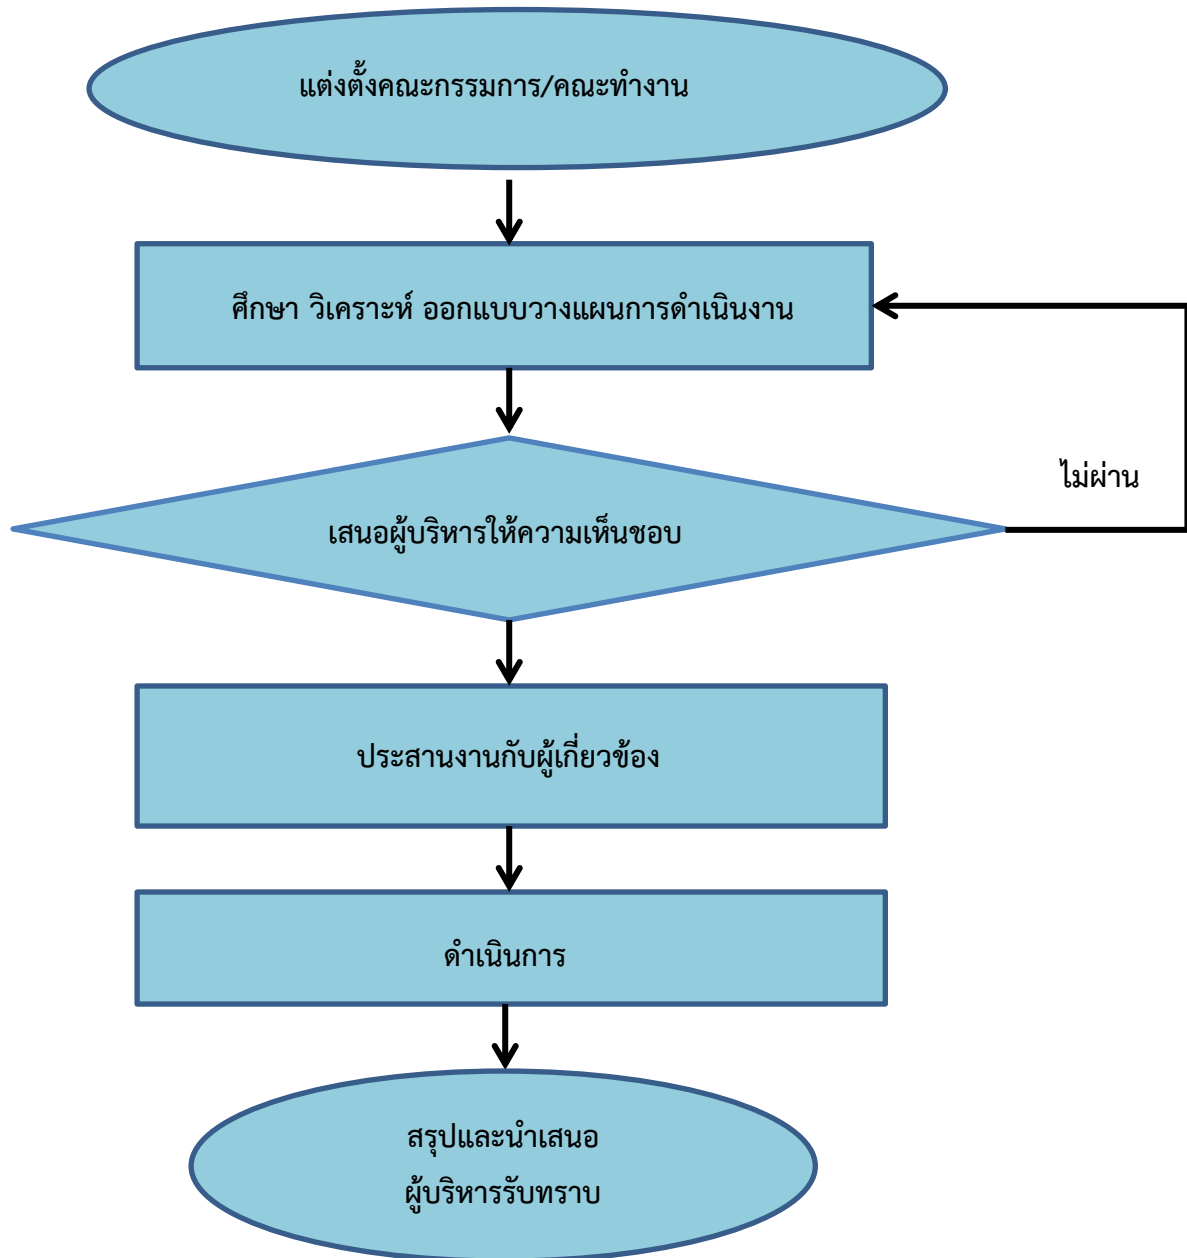 แต่งตั้งคณะกรรมการ/คณะทำงาน
ศึกษา วิเคราะห์ ออกแบบวางแผนการดำเนินงาน
ไม่ผ่าน
เสนอผู้บริหารให้ความเห็นชอบ
ประสานงานกับผู้เกี่ยวข้อง
ดำเนินการ
สรุปและนำเสนอ
ผู้บริหารรับทราบ